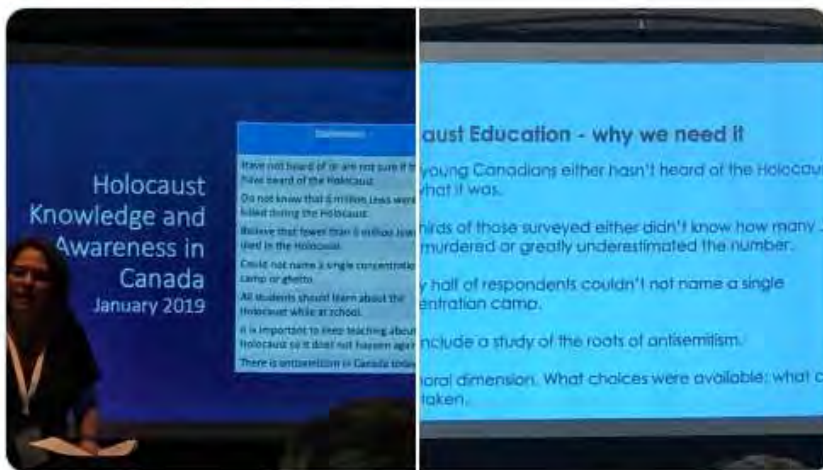 Holocaust
Knowledge and
Awareness in
Canada
January 2019
Have not heard of or are not sure if
have heard of the Holocaust
Do not know that 6 million Jews were
killed during the Holocaust
Believe that fewer than 6 million Jews
died in the Holocaust
Could not name a single concentration
camp or ghetto
All students should learn about the
Holocaust while at school
It is important to keep teaching about
Holocaust so it does not happen again
There is antisemitism in Canada today
aust Education - why we need it
young Canadians either hasn't heard of the Holocau
what it was.
hirds of those surveyed either didn't know how many
murdered or greatly underestimated the number.
y half of respondents couldn't not name a single
entration camp.
include a study of the roots of antisemitism.
oral dimension. What choices were available: what c
taken.